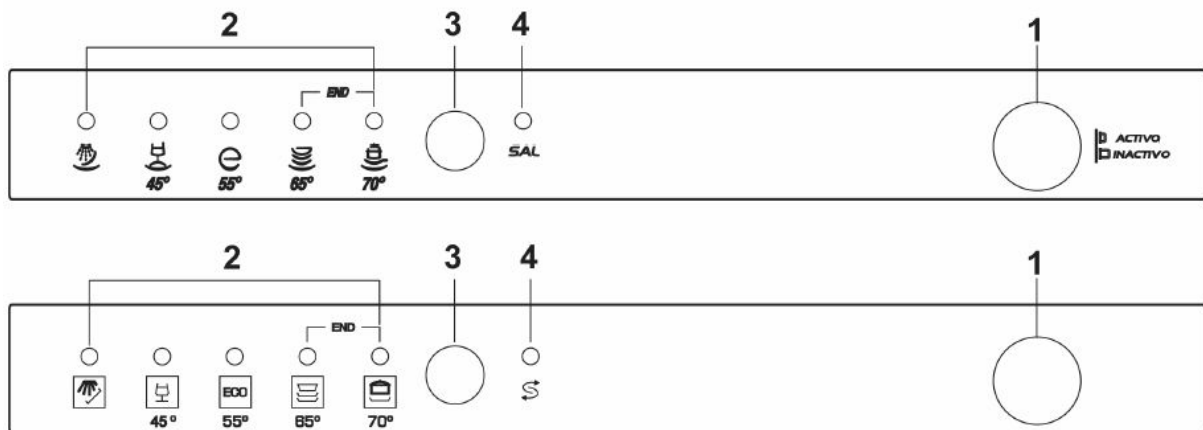 2 3 4 1
END
ACTIVO
SAL
INACTIVO
45º 55º 65º 70º
2 3 4 1
END
ECO
45º 55º 65º 70º